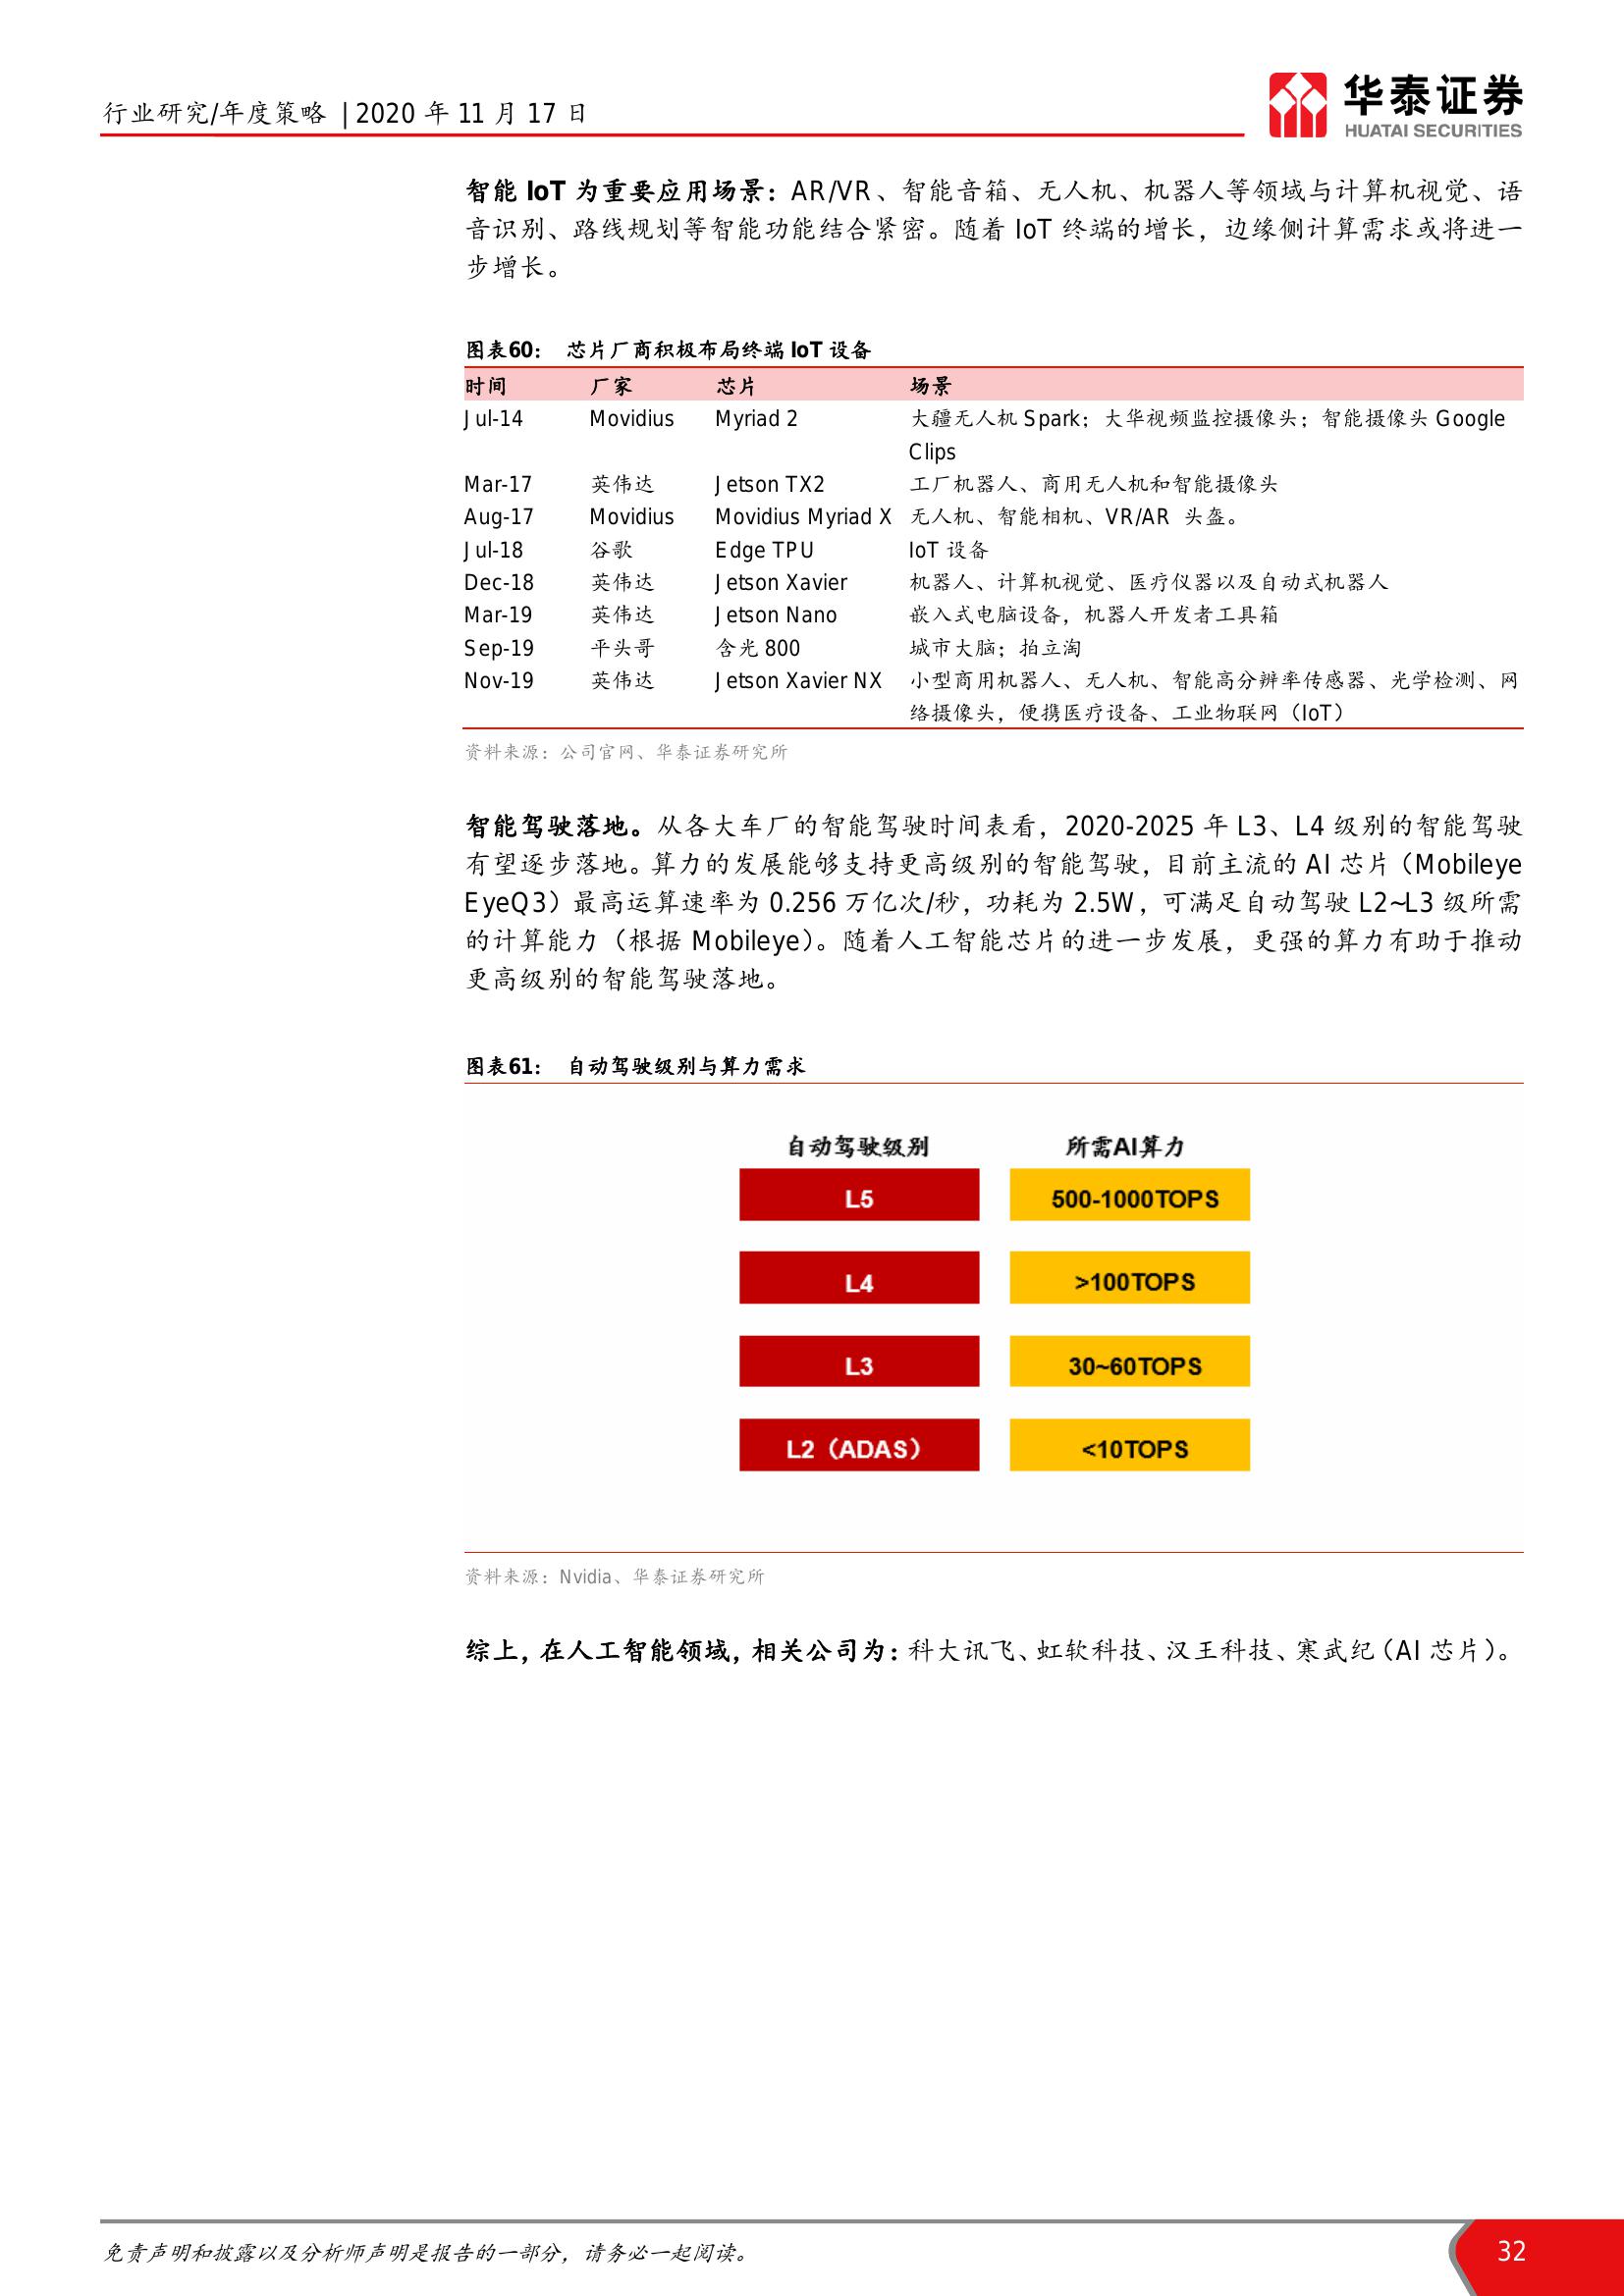 行业研究/年度策略 | 2020 年 11 月 17 日
华泰证券
HUATAI SECURITIES
智能 IoT 为重要应用场景：AR/VR、智能音箱、无人机、机器人等领域与计算机视觉、语
音识别、路线规划等智能功能结合紧密。随着 IoT 终端的增长，边缘侧计算需求或将进一
步增长。
图表60： 芯片厂商积极布局终端 IoT 设备
时间 厂家 芯片 场景
Jul-14 Movidius Myriad 2 大疆无人机 Spark；大华视频监控摄像头；智能摄像头 Google
Clips
Mar-17 英伟达 Jetson TX2 工厂机器人、商用无人机和智能摄像头
Aug-17 Movidius Movidius Myriad X 无人机、智能相机、VR/AR 头盔。
Jul-18 谷歌 Edge TPU IoT 设备
Dec-18 英伟达 Jetson Xavier 机器人、计算机视觉、医疗仪器以及自动式机器人
Mar-19 英伟达 Jetson Nano 嵌入式电脑设备，机器人开发者工具箱
Sep-19 平头哥 含光 800 城市大脑；拍立淘
Nov-19 英伟达 Jetson Xavier NX 小型商用机器人、无人机、智能高分辨率传感器、光学检测、网
络摄像头，便携医疗设备、工业物联网（IoT）
资料来源：公司官网、华泰证券研究所
智能驾驶落地。从各大车厂的智能驾驶时间表看，2020-2025 年 L3、L4 级别的智能驾驶
有望逐步落地。算力的发展能够支持更高级别的智能驾驶，目前主流的 AI 芯片（Mobileye
EyeQ3）最高运算速率为 0.256 万亿次/秒，功耗为 2.5W，可满足自动驾驶 L2~L3 级所需
的计算能力（根据 Mobileye）。随着人工智能芯片的进一步发展，更强的算力有助于推动
更高级别的智能驾驶落地。
图表61： 自动驾驶级别与算力需求
自动驾驶级别 所需AI算力
L5 500-1000TOPS
L4 >100TOPS
L3 30~60TOPS
L2（ADAS） <10TOPS
资料来源：Nvidia、华泰证券研究所
综上，在人工智能领域，相关公司为：科大讯飞、虹软科技、汉王科技、寒武纪（AI 芯片）。
免责声明和披露以及分析师声明是报告的一部分，请务必一起阅读。
32